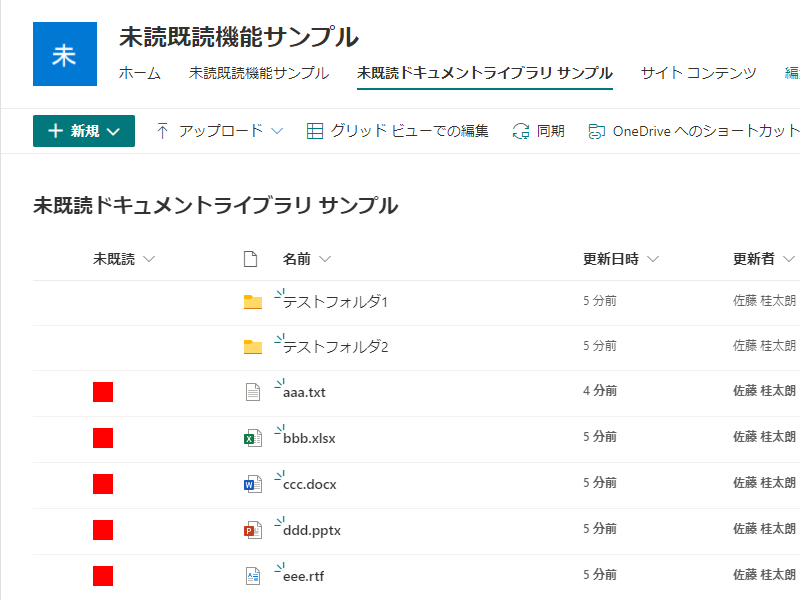 未
未読既読機能サンプル
ホーム 未読既読機能サンプル 未既読ドキュメントライブラリ サンプル サイト コンテンツ 編
新規 アップロード グリッド ビューでの編集 同期 OneDrive へのショートカット
未既読ドキュメントライブラリ サンプル
未既読 名前 更新日時 更新者
テストフォルダ1 5 分前 佐藤 桂太朗
テストフォルダ2 5 分前 佐藤 桂太朗
aaa.txt 4 分前 佐藤 桂太朗
bbb.xlsx 5 分前 佐藤 桂太朗
ccc.docx 5 分前 佐藤 桂太朗
ddd.pptx 5 分前 佐藤 桂太朗
eee.rtf 5 分前 佐藤 桂太朗